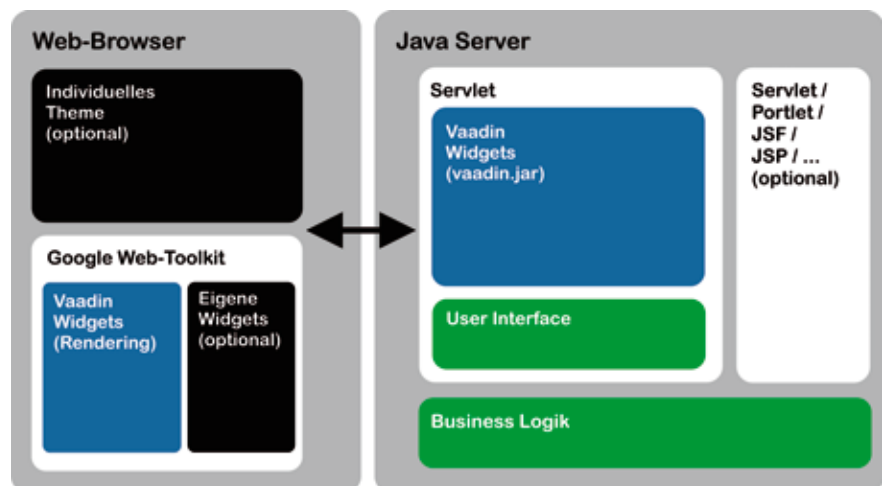 Web-Browser
Individuelles
Theme
(optional)
Google Web-Toolkit
Vaadin
Widgets
(Rendering)
Eigene
Widgets
(optional)
Java Server
Servlet
Vaadin
Widgets
(vaadin.jar)
User Interface
Servlet /
Portlet /
JSF /
JSP / ...
(optional)
Business Logik